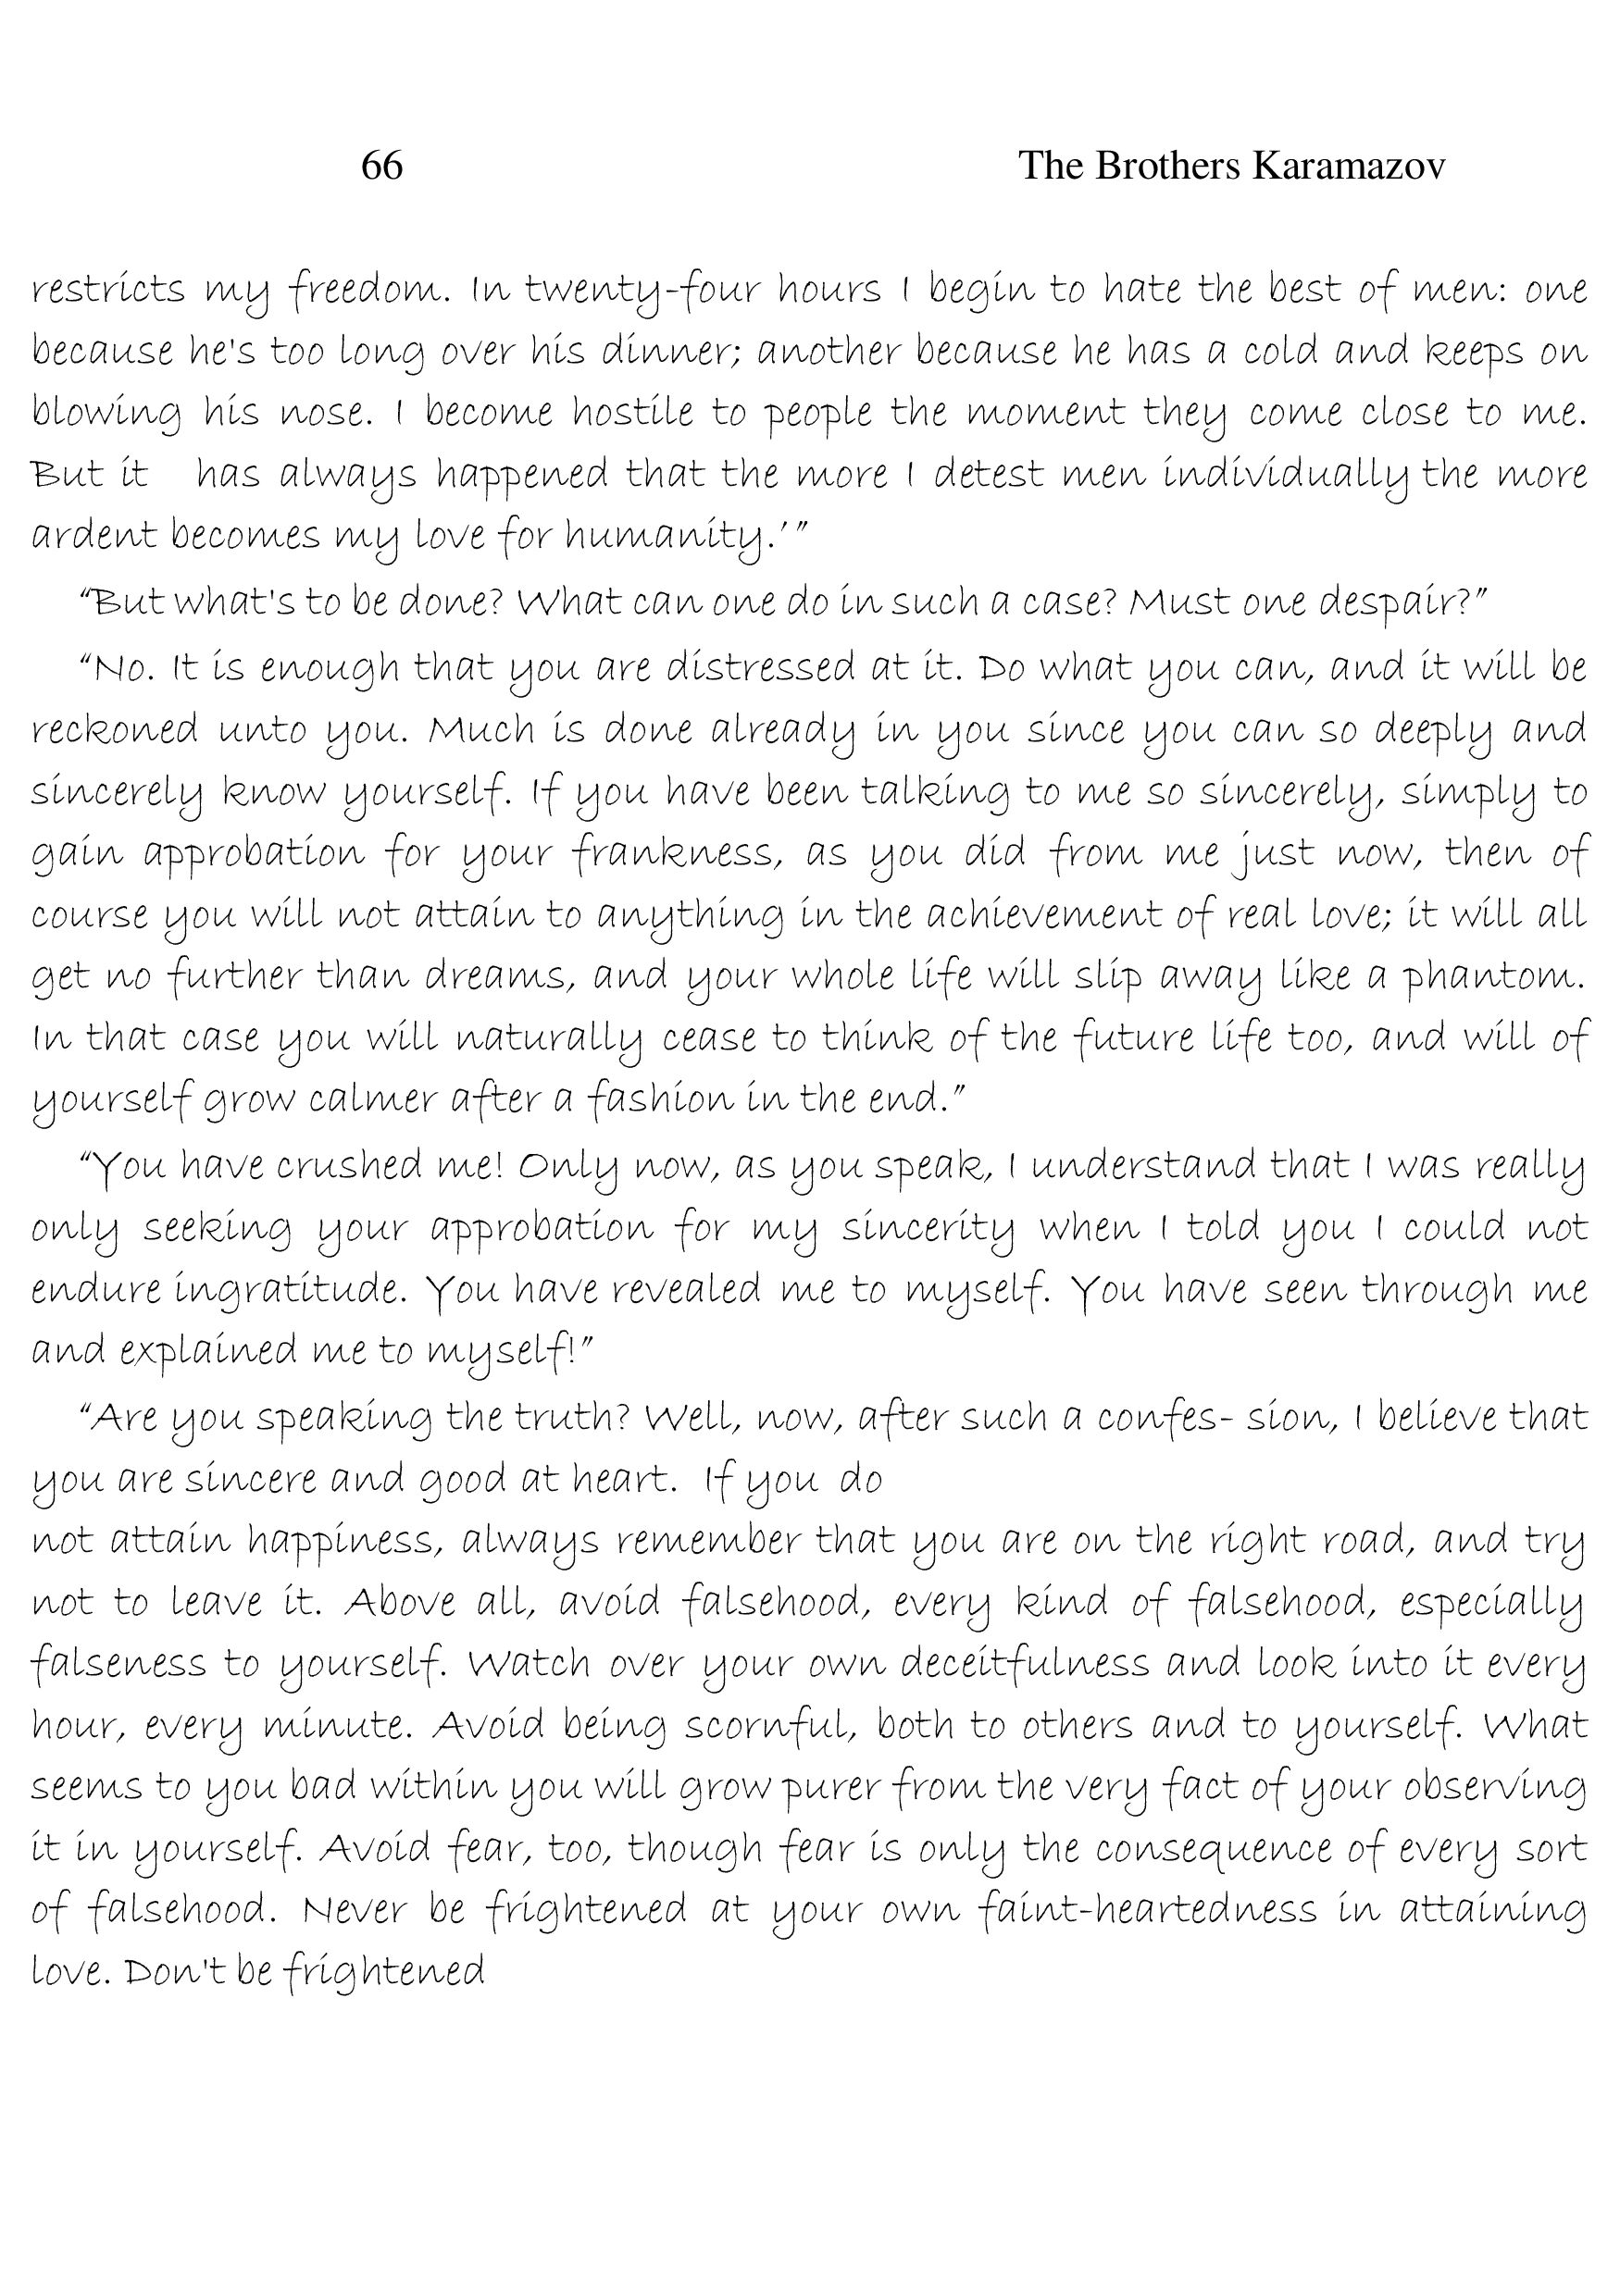 66 The Brothers Karamazov
restricts my freedom. In twenty-four hours I begin to hate the best of men: one
because he's too long over his dinner; another because he has a cold and keeps on
blowing his nose. I become hostile to people the moment they come close to me.
But it has always happened that the more I detest men individually the more
ardent becomes my love for humanity.’ ”
“But what's to be done? What can one do in such a case? Must one despair?”
“No. It is enough that you are distressed at it. Do what you can, and it will be
reckoned unto you. Much is done already in you since you can so deeply and
sincerely know yourself. If you have been talking to me so sincerely, simply to
gain approbation for your frankness, as you did from me just now, then of
course you will not attain to anything in the achievement of real love; it will all
get no further than dreams, and your whole life will slip away like a phantom.
In that case you will naturally cease to think of the future life too, and will of
yourself grow calmer after a fashion in the end.”
“You have crushed me! Only now, as you speak, I understand that I was really
only seeking your approbation for my sincerity when I told you I could not
endure ingratitude. You have revealed me to myself. You have seen through me
and explained me to myself!”
“Are you speaking the truth? Well, now, after such a confes- sion, I believe that
you are sincere and good at heart. If you do
not attain happiness, always remember that you are on the right road, and try
not to leave it. Above all, avoid falsehood, every kind of falsehood, especially
falseness to yourself. Watch over your own deceitfulness and look into it every
hour, every minute. Avoid being scornful, both to others and to yourself. What
seems to you bad within you will grow purer from the very fact of your observing
it in yourself. Avoid fear, too, though fear is only the consequence of every sort
of falsehood. Never be frightened at your own faint-heartedness in attaining
love. Don't be frightened